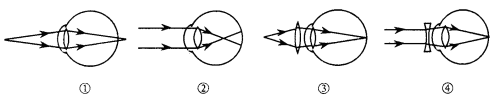 ① ② ③ ④